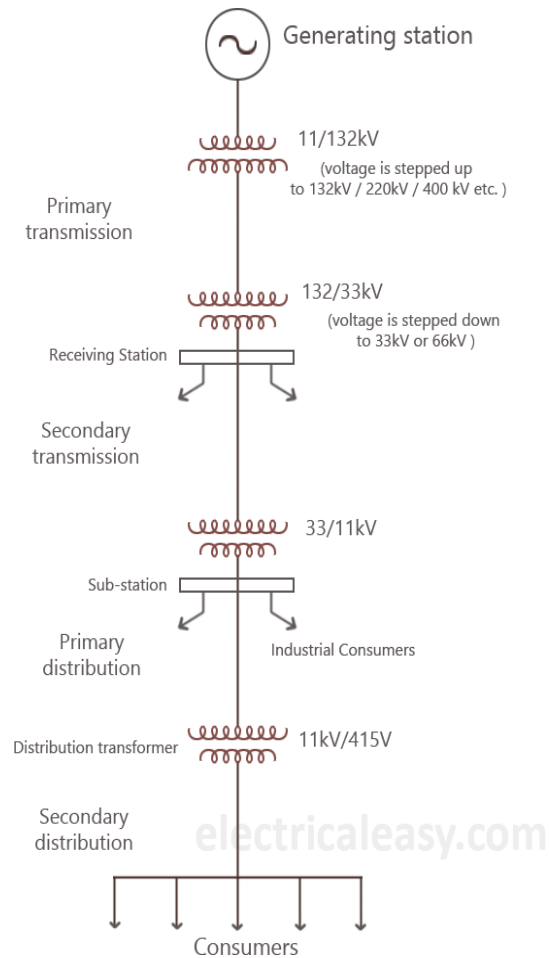 Generating station
11/132kV
(voltage is stepped up
to 132kV / 220kV / 400 kV etc. )
Primary
transmission
132/33kV
(voltage is stepped down
to 33kV or 66kV )
Receiving Station
Secondary
transmission
33/11kV
Sub-station
Primary
distribution
Industrial Consumers
11kV/415V
Distribution transformer
Secondary
distribution
electricaleasy.com
Consumers